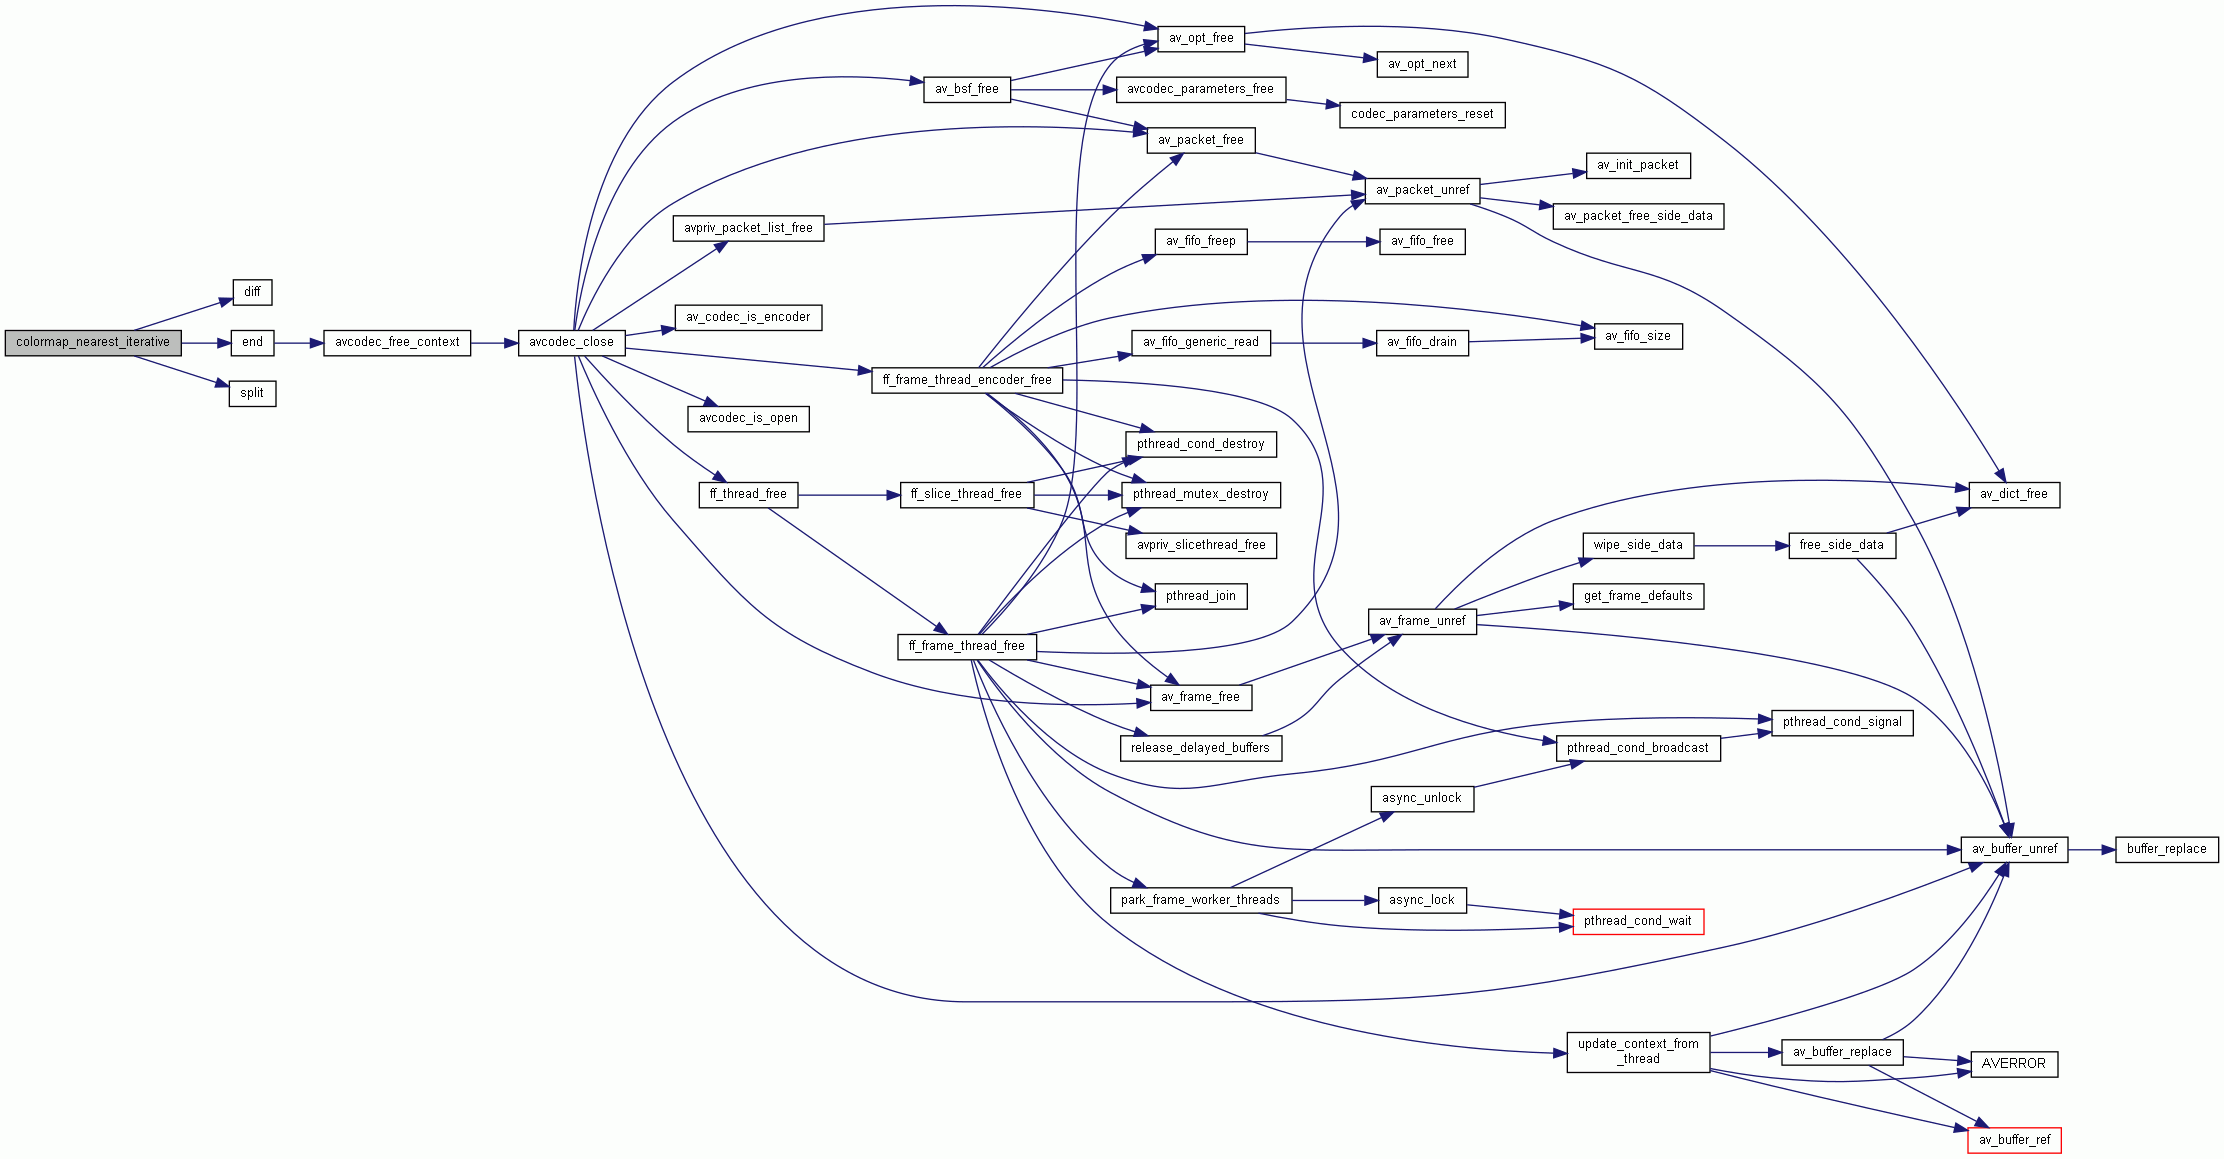 av_opt_free
av_opt_next
av_bsf_free
avcodec_parameters_free
codec_parameters_reset
av_packet_free
av_init_packet
av_packet_unref
av_packet_free_side_data
avpriv_packet_list_free
av_fifo_freep
av_fifo_free
diff
av_codec_is_encoder
colormap_nearest_iterative
end
avcodec_free_context
avcodec_close
av_fifo_generic_read
av_fifo_drain
av_fifo_size
ff_frame_thread_encoder_free
split
avcodec_is_open
pthread_cond_destroy
ff_thread_free
ff_slice_thread_free
pthread_mutex_destroy
av_dict_free
avpriv_slicethread_free
wipe_side_data
free_side_data
pthread_join
get_frame_defaults
av_frame_unref
ff_frame_thread_free
av_frame_free
pthread_cond_signal
release_delayed_buffers
pthread_cond_broadcast
async_unlock
av_buffer_unref
buffer_replace
park_frame_worker_threads
async_lock
pthread_cond_wait
update_context_from
_thread
av_buffer_replace
AVERROR
av_buffer_ref